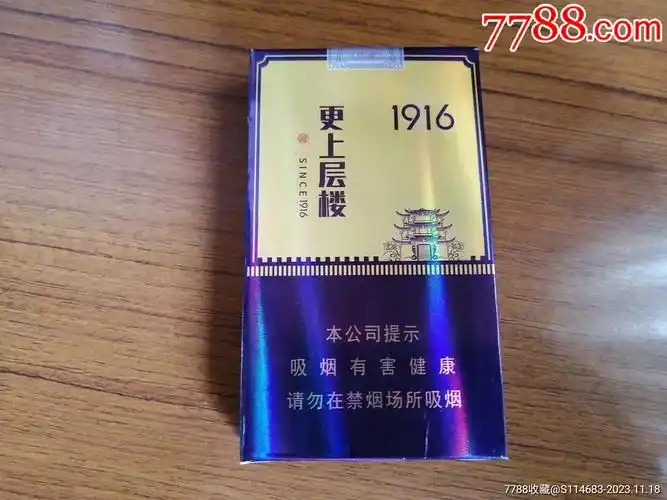 7788.com
1916
更上层楼
SINCE 1916
本公司提示
吸烟有害健康
请勿在禁烟场所吸烟
7788收藏@S114683-2023.11.18